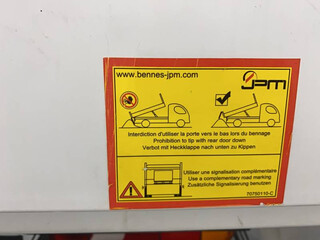 www.bennes-jpm.com
JPM
Interdiction d'utiliser la porte vers le bas lors du bennage
Prohibition to tip with rear door down
Verbot mit Heckklappe nach unten zu Kippen
Utiliser une signalisation complémentaire
Use a complementary road marking
Zusätzliche Signalisierung benutzen
70750110-C